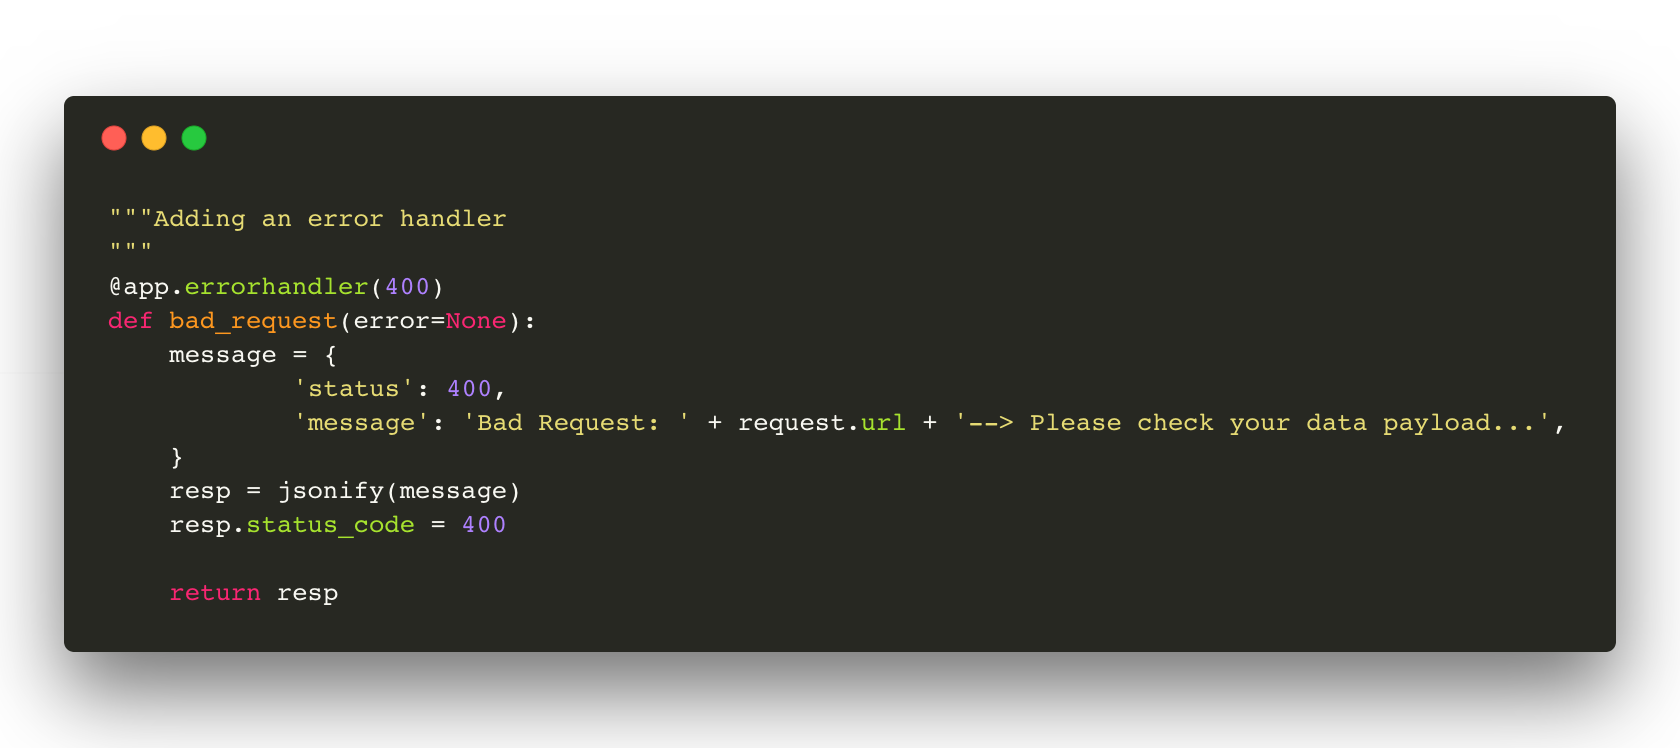 """Adding an error handler
"""
@app.errorhandler(400)
def bad_request(error=None):
    message = {
            'status': 400,
            'message': 'Bad Request: ' + request.url + '--> Please check your data payload...',
    }
    resp = jsonify(message)
    resp.status_code = 400

    return resp